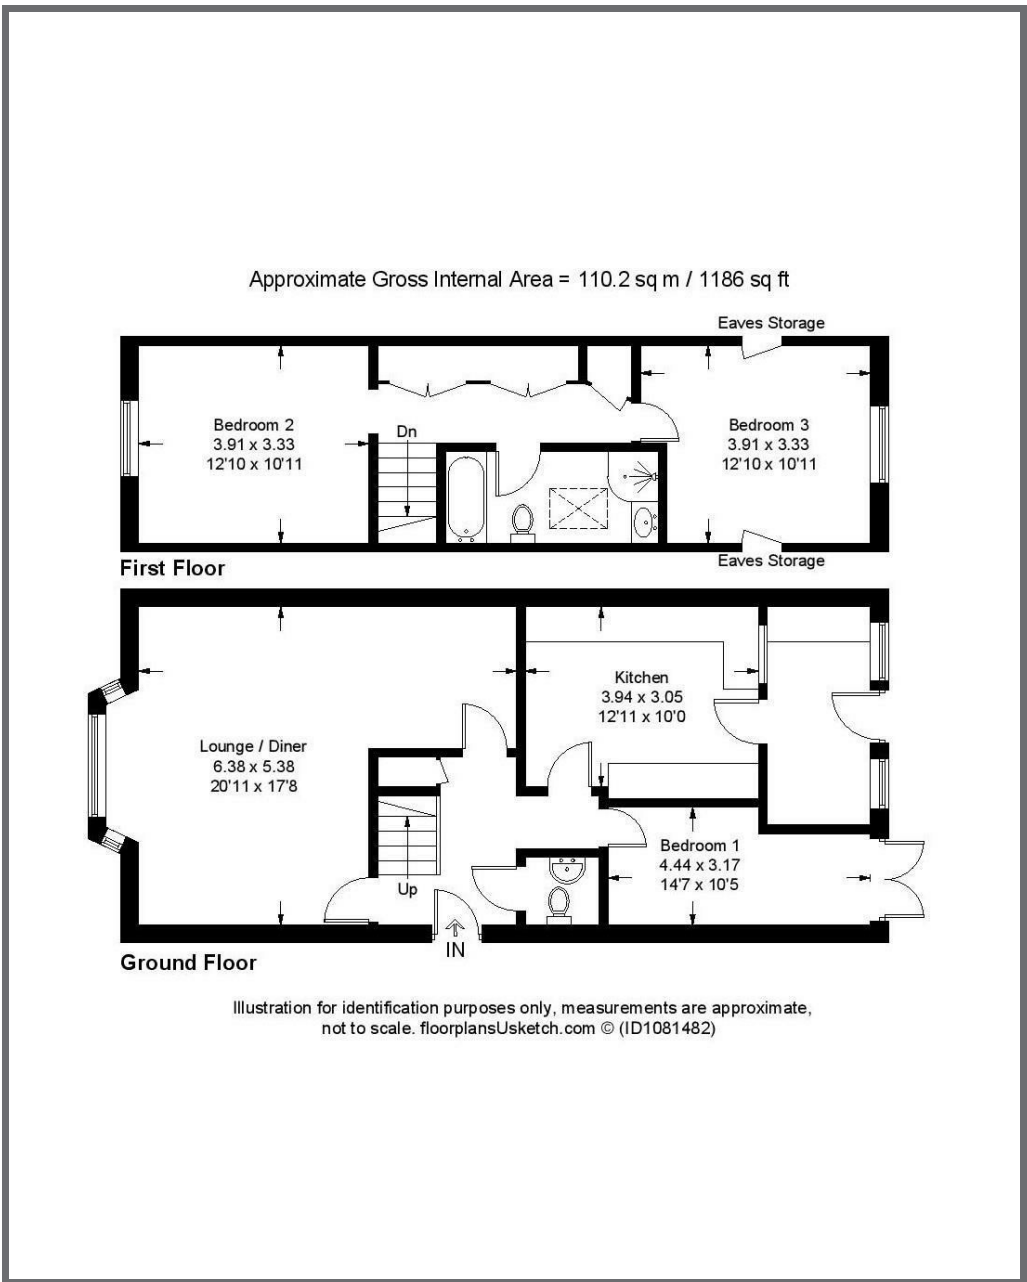 Approximate Gross Internal Area = 110.2 sq m / 1186 sq ft
Eaves Storage
Bedroom 2
3.91 x 3.33
12'10 x 10'11
Dn
Bedroom 3
3.91 x 3.33
12'10 x 10'11
First Floor
Eaves Storage
Kitchen
3.94 x 3.05
12'11 x 10'0
Lounge / Diner
6.38 x 5.38
20'11 x 17'8
Bedroom 1
4.44 x 3.17
14'7 x 10'5
Up
IN
Ground Floor
Illustration for identification purposes only, measurements are approximate,
not to scale. floorplansUsketch.com © (ID1081482)